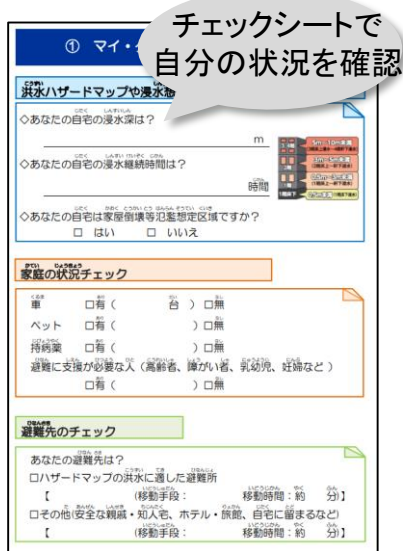 チェックシートで
自分の状況を確認
① マイ・
洪水ハザードマップや浸水
◇あなたの自宅の浸水深は？
m
◇あなたの自宅の浸水継続時間は？
時間
◇あなたの自宅は家屋倒壊等氾濫想定区域ですか？
□ はい □ いいえ
家庭の状況チェック
車 □有（ 台 ）□無
ペット □有（ ）□無
持病薬 □有（ ）□無
避難に支援が必要な人（高齢者、障がい者、乳幼児、妊婦など ）
□有（ ）□無
避難先のチェック
あなたの避難先は？
□ハザードマップの洪水に適した避難所
【 (移動手段： 移動時間：約 分)】
□その他(安全な親戚・知人宅、ホテル・旅館、自宅に留まるなど)
【 (移動手段： 移動時間：約 分)】